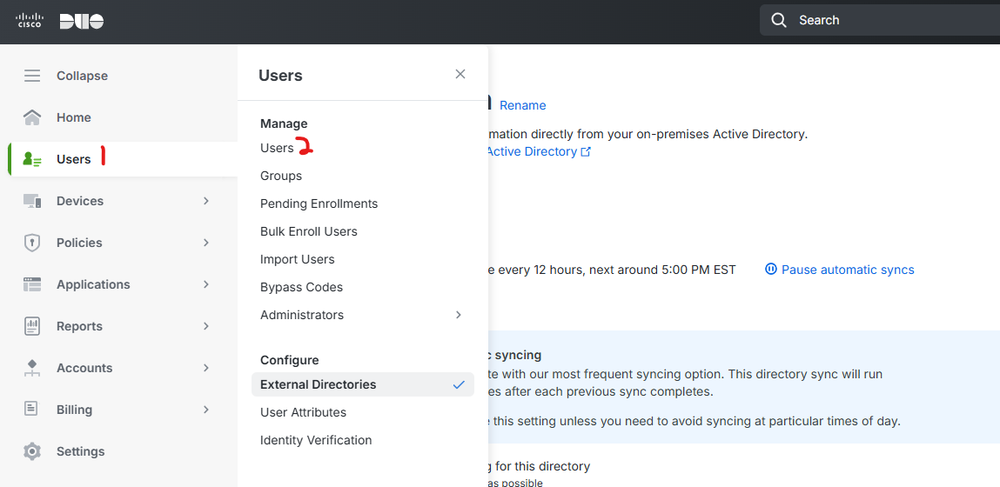 cisco DUO
Search
Collapse
Home
Users 1
Devices
Policies
Applications
Reports
Accounts
Billing
Settings
Users
Manage
Users 2
Groups
Pending Enrollments
Bulk Enroll Users
Import Users
Bypass Codes
Administrators
Configure
External Directories
User Attributes
Identity Verification
Rename
mation directly from your on-premises Active Directory.
Active Directory
e every 12 hours, next around 5:00 PM EST
Pause automatic syncs
c syncing
te with our most frequent syncing option. This directory sync will run
es after each previous sync completes.
e this setting unless you need to avoid syncing at particular times of day.
g for this directory
as possible